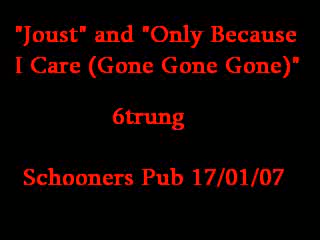 "Joust" and "Only Because
I Care (Gone Gone Gone)"
6trung
Schooners Pub 17/01/07